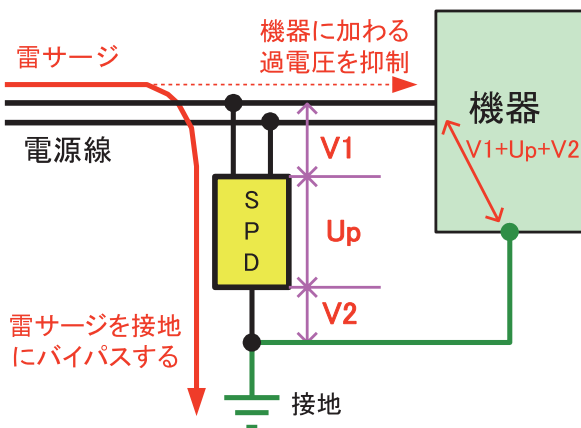 雷サージ
機器に加わる
過電圧を抑制
機器
電源線
V1
V1+Up+V2
S
P
D
Up
V2
雷サージを接地
にバイパスする
接地